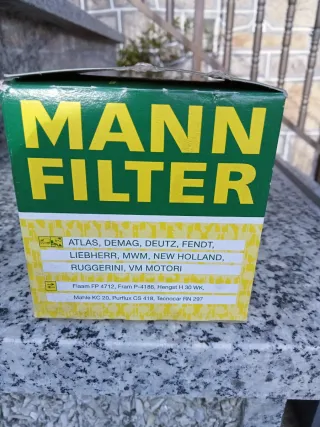 MANN
FILTER
ATLAS, DEMAG, DEUTZ, FENDT,
LIEBHERR, MWM, NEW HOLLAND,
RUGGERINI, VM MOTORI
Fiaam FP 4712, Fram P-4186, Hengst H 30 WK,
Mahle KC 20, Purflux CS 418, Tecnocar RN 297